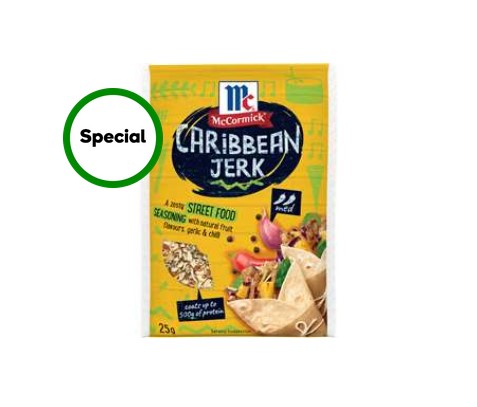 Special
Mc
McCormick
CARIBBEAN
JERK
med
A zesty STREET FOOD
SEASONING with natural fruit
flavours, garlic & chilli
coats up to
500g of protein
25g